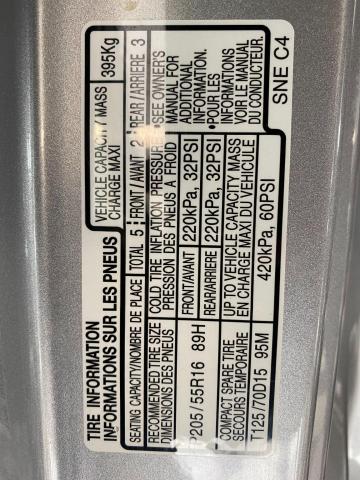 TIRE INFORMATION
INFORMATIONS SUR LES PNEUS
VEHICLE CAPACITY / MASS
CHARGE MAXI
395Kg
SEATING CAPACITY/NOMBRE DE PLACE TOTAL 5 FRONT / AVANT 2 REAR/ARRIERE 3
RECOMMENDED TIRE SIZE
DIMENSIONS DES PNEUS
COLD TIRE INFLATION PRESSURE
PRESSION DES PNEUS À FROID
P205/55R16 89H
FRONT/AVANT 220kPa, 32PSI
REAR/ARRIERE 220kPa, 32PSI
COMPACT SPARE TIRE
SECOURS TEMPORAIRE
UP TO VEHICLE CAPACITY MASS
EN CHARGE MAXI DU VÉHICULE
T125/70D15 95M
420kPa, 60PSI
•SEE OWNER'S
MANUAL FOR
ADDITIONAL
INFORMATION
•POUR LES
INFORMATIONS
VOIR LE MANUEL
DU CONDUCTEUR.
SNE C4